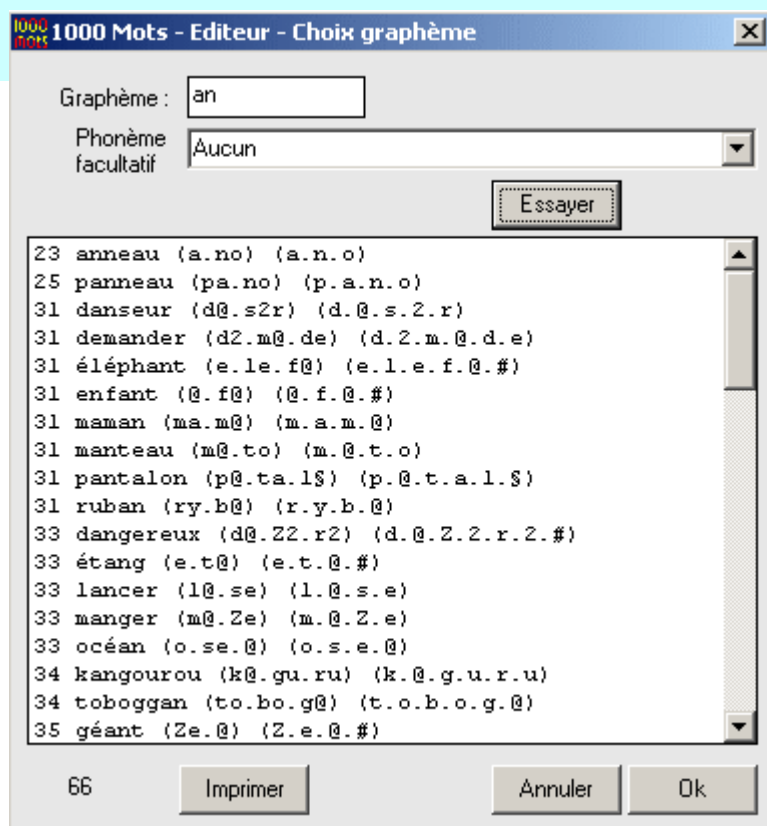 1000 mots 1000 Mots - Editeur - Choix graphème
Graphème : an
Phonème facultatif Aucun
Essayer
23 anneau (a.no) (a.n.o)
25 panneau (pa.no) (p.a.n.o)
31 danseur (d@.s2r) (d.@.s.2.r)
31 demander (d2.m@.de) (d.2.m.@.d.e)
31 éléphant (e.le.f@) (e.l.e.f.@.#)
31 enfant (@.f@) (@.f.@.#)
31 maman (ma.m@) (m.a.m.@)
31 manteau (m@.to) (m.@.t.o)
31 pantalon (p@.ta.l§) (p.@.t.a.l.§)
31 ruban (ry.b@) (r.y.b.@)
33 dangereux (d@.Z2.r2) (d.@.Z.2.r.2.#)
33 étang (e.t@) (e.t.@.#)
33 lancer (l@.se) (l.@.s.e)
33 manger (m@.Ze) (m.@.Z.e)
33 océan (o.se.@) (o.s.e.@)
34 kangourou (k@.gu.ru) (k.@.g.u.r.u)
34 toboggan (to.bo.g@) (t.o.b.o.g.@)
35 géant (Ze.@) (Z.e.@.#)
66 Imprimer Annuler Ok